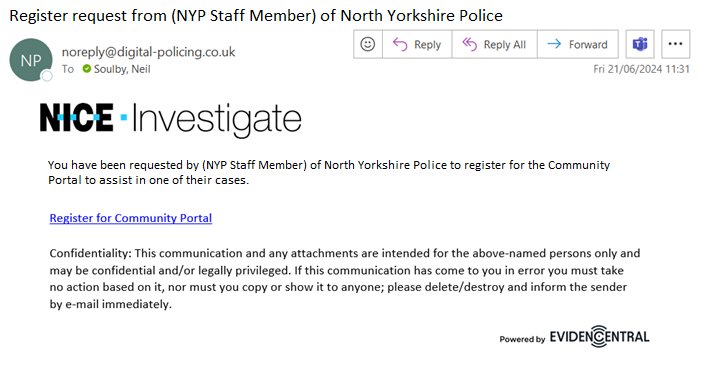 Register request from (NYP Staff Member) of North Yorkshire Police
NP
noreply@digital-policing.co.uk
To Soulby, Neil
Reply Reply All Forward
Fri 21/06/2024 11:31
NICE · Investigate
You have been requested by (NYP Staff Member) of North Yorkshire Police to register for the Community
Portal to assist in one of their cases.
Register for Community Portal
Confidentiality: This communication and any attachments are intended for the above-named persons only and
may be confidential and/or legally privileged. If this communication has come to you in error you must take
no action based on it, nor must you copy or show it to anyone; please delete/destroy and inform the sender
by e-mail immediately.
Powered by EVIDENCENTRAL